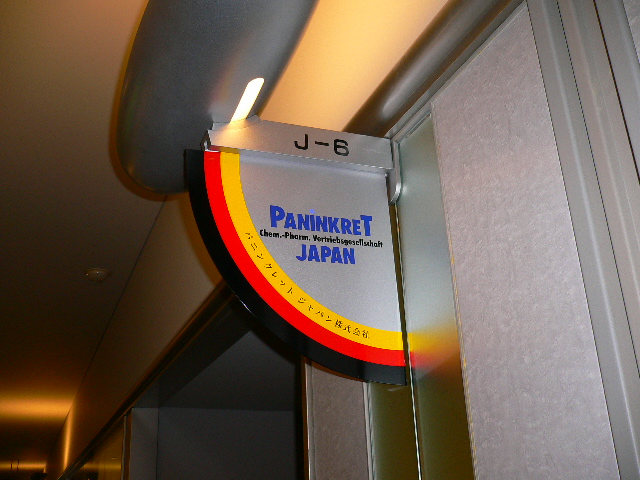 J-6
PANINKRET
Chem.-Pharm. Vertriebsgesellschaft
JAPAN
パニンクレット ジャパン株式会社